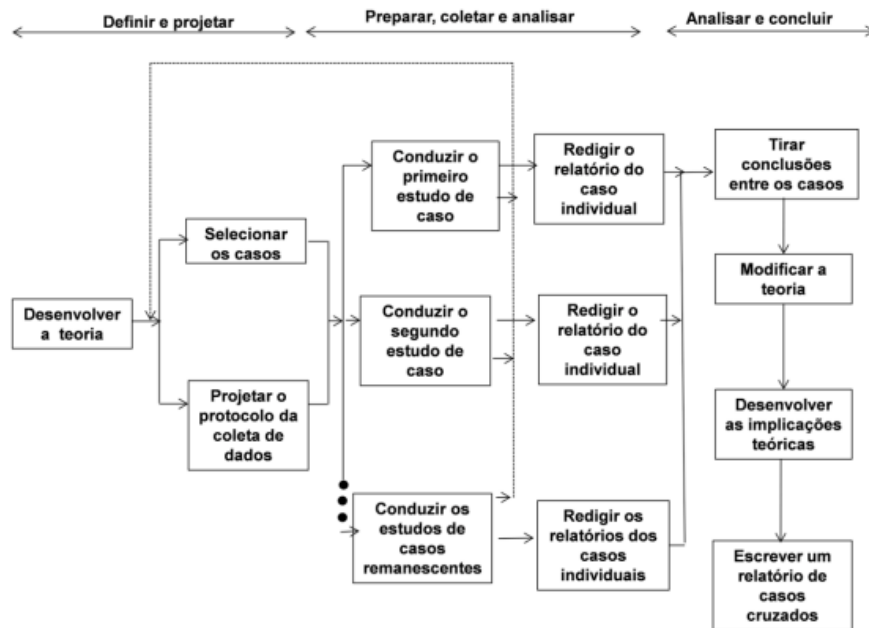 Definir e projetar
Preparar, coletar e analisar
Analisar e concluir
Desenvolver
a teoria
Selecionar
os casos
Projetar o
protocolo da
coleta de
dados
Conduzir o
primeiro
estudo de
caso
Redigir o
relatório do
caso
individual
Conduzir o
segundo
estudo de
caso
Redigir o
relatório do
caso
individual
Conduzir os
estudos de
casos
remanescentes
Redigir os
relatórios dos
casos
individuais
Tirar
conclusões
entre os casos
Modificar a
teoria
Desenvolver
as implicações
teóricas
Escrever um
relatório de
casos
cruzados